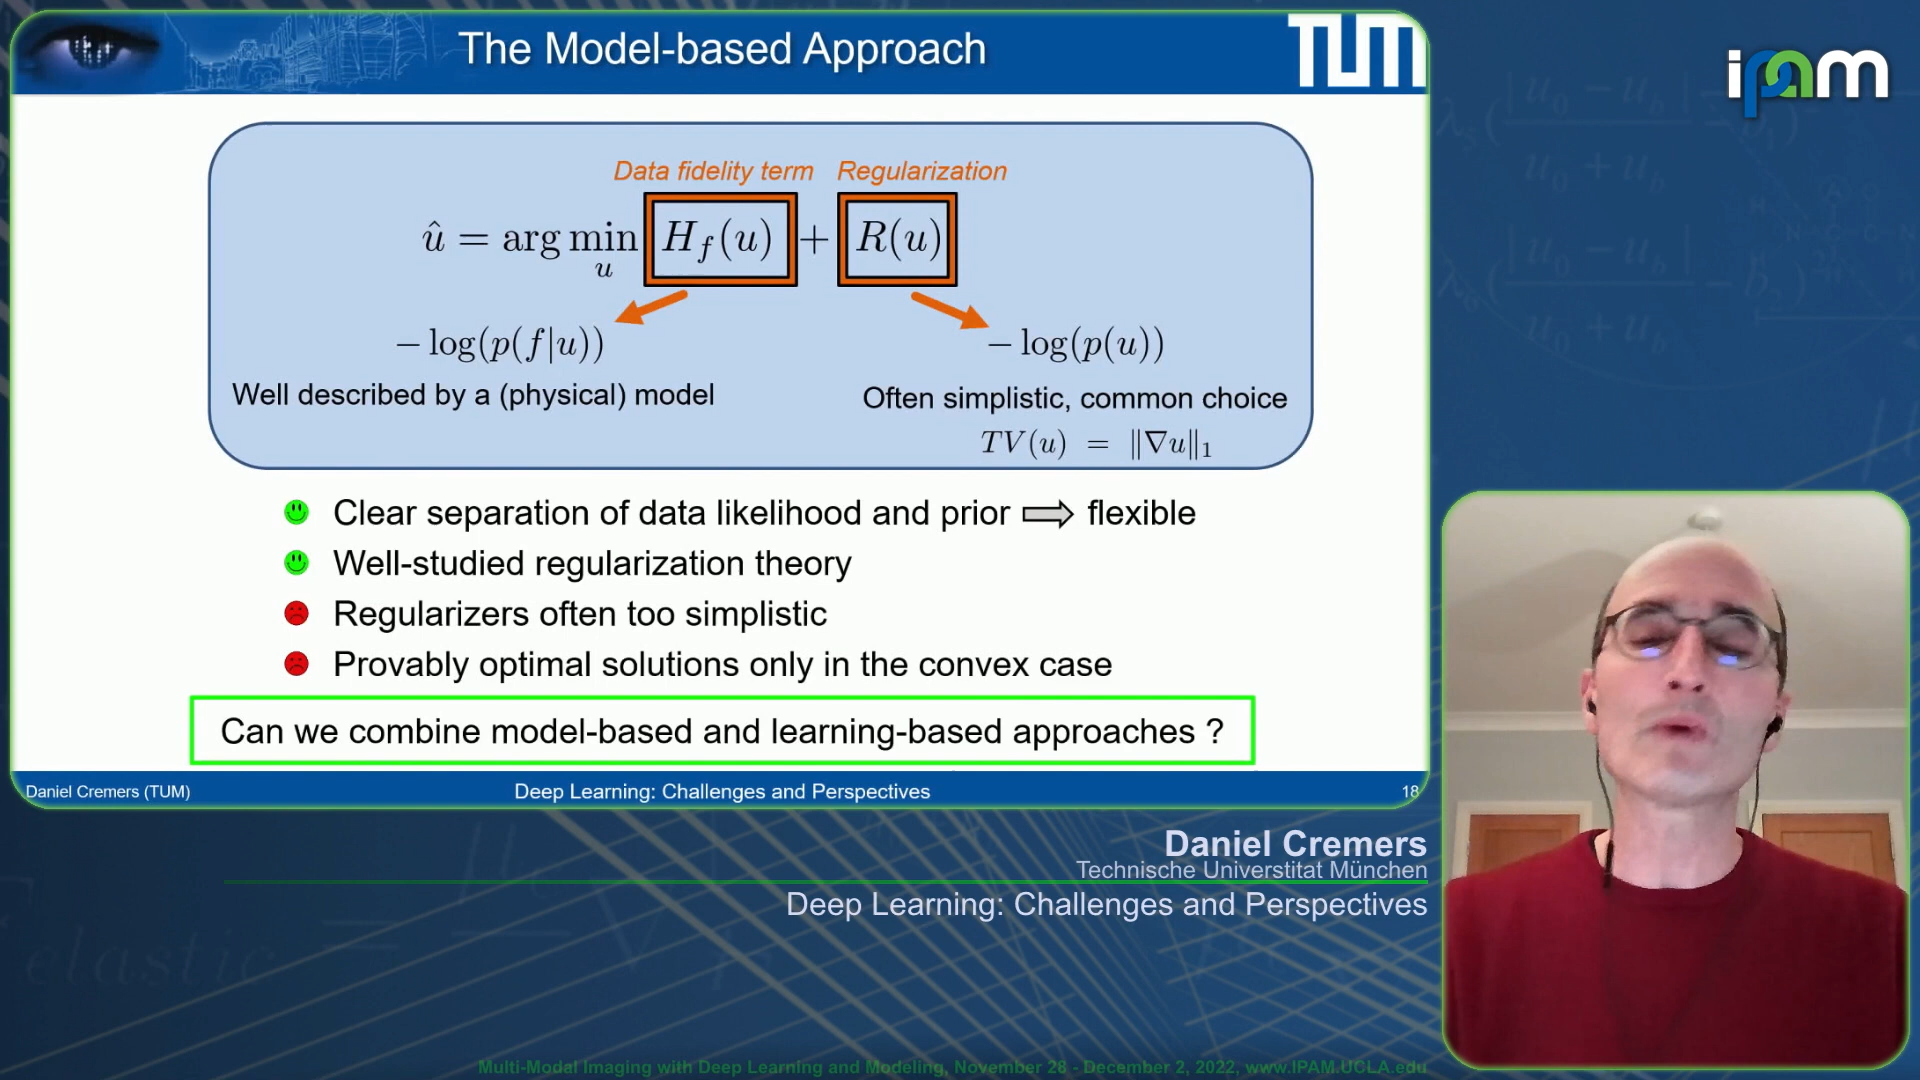 The Model-based Approach
TUM
ipam
Data fidelity term Regularization
û = arg min H_f(u) + R(u)
u
− log(p(f|u)) − log(p(u))
Well described by a (physical) model
Often simplistic, common choice
TV(u) = ‖∇u‖₁
Clear separation of data likelihood and prior ⇒ flexible
Well-studied regularization theory
Regularizers often too simplistic
Provably optimal solutions only in the convex case
Can we combine model-based and learning-based approaches ?
Daniel Cremers (TUM) Deep Learning: Challenges and Perspectives 18
Daniel Cremers
Technische Universtitat München
Deep Learning: Challenges and Perspectives
elastic
Multi-Modal Imaging with Deep Learning and Modeling, November 28 - December 2, 2022, www.IPAM.UCLA.edu